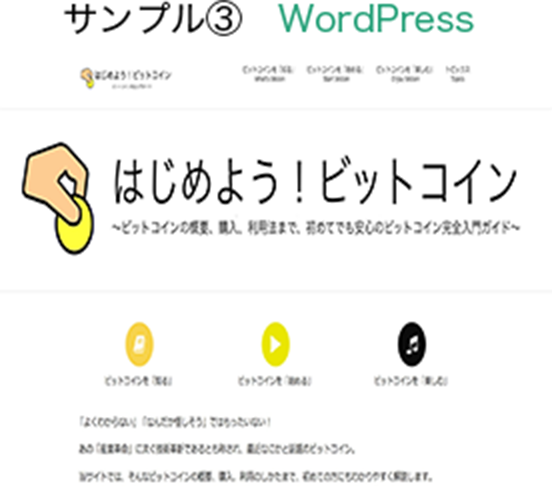 サンプル③ WordPress
はじめよう!ビットコイン
ビットコインを「知る」 ビットコインを「始める」 ビットコインを「楽しむ」 トピックス
はじめよう!ビットコイン
〜ビットコインの概要、購入、利用法まで、初めてでも安心のビットコイン完全入門ガイド〜
ビットコインを「知る」 ビットコインを「始める」 ビットコインを「楽しむ」
「よくわからない」「なんだか怪しそう」ではもったいない!
あの「産業革命」に次ぐ技術革新であるとも称され、最近なにかと話題のビットコイン。
当サイトでは、そんなビットコインの概要、購入、利用のしかたまで、初めての方にもわかりやすく解説します。